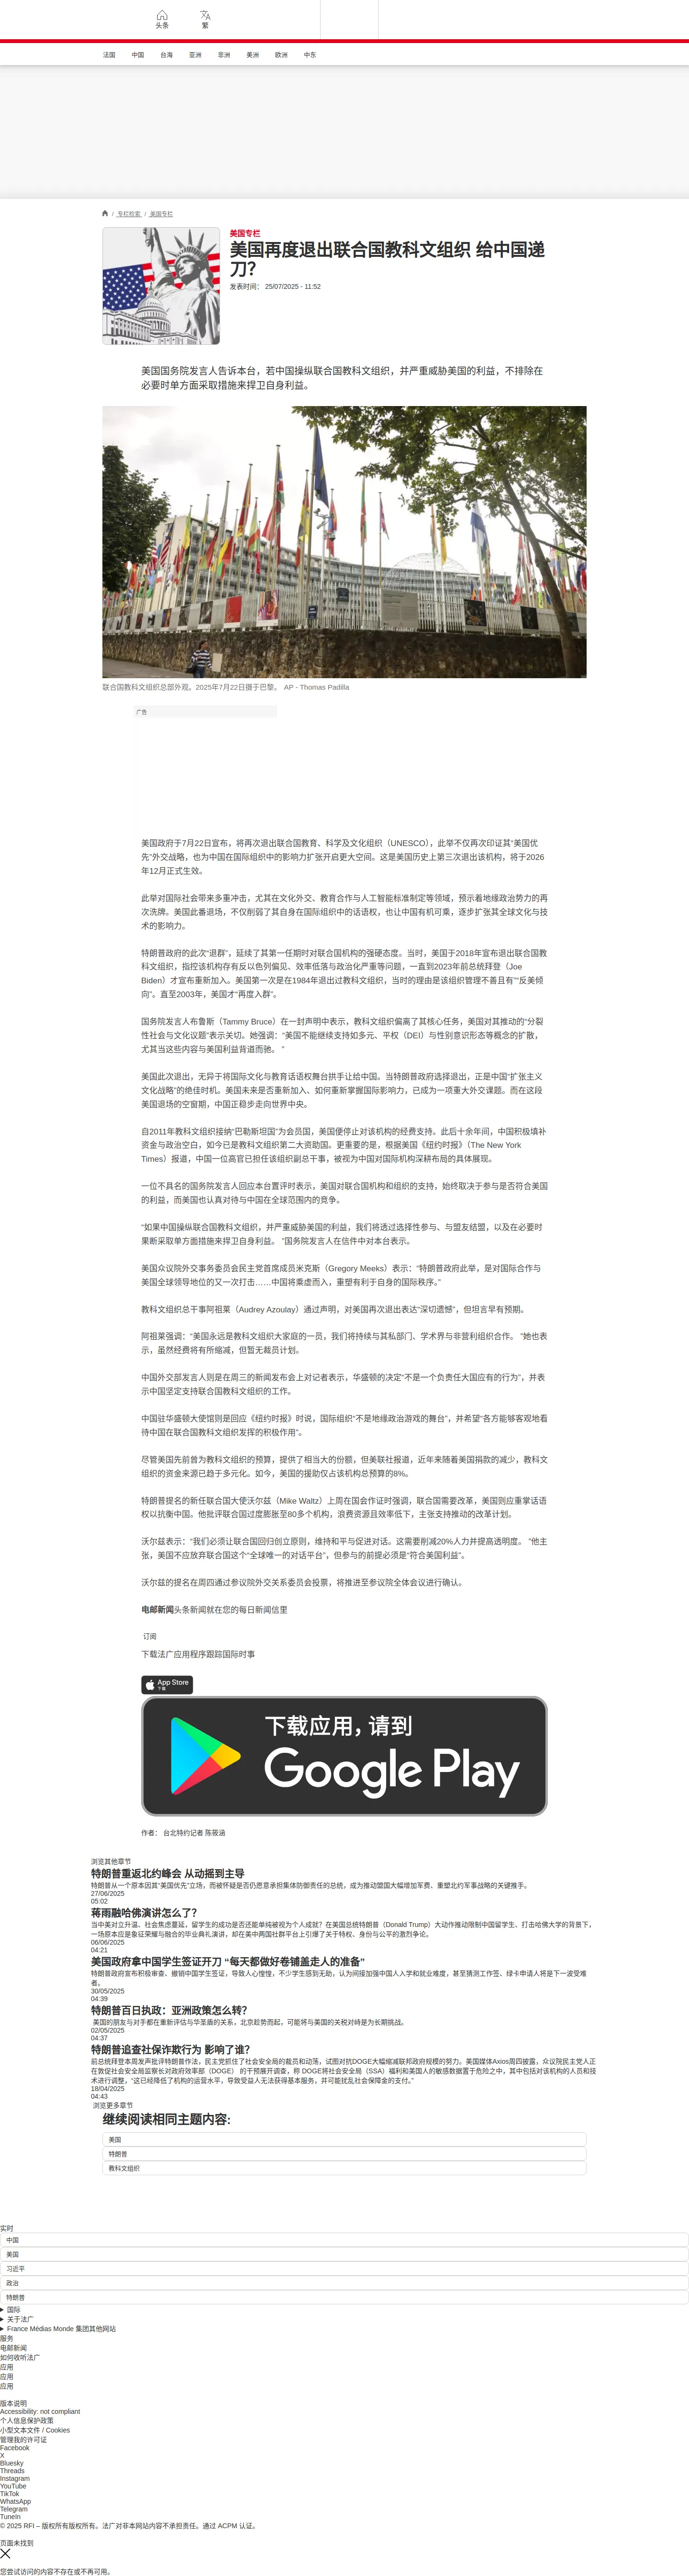 头条
繁
法国 中国 台海 亚洲 非洲 美洲 欧洲 中东
/ 专栏检索 / 美国专栏
美国专栏
美国再度退出联合国教科文组织 给中国递
刀？
发表时间： 25/07/2025 - 11:52
美国国务院发言人告诉本台，若中国操纵联合国教科文组织，并严重威胁美国的利益，不排除在
必要时单方面采取措施来捍卫自身利益。
联合国教科文组织总部外观。2025年7月22日摄于巴黎。 AP - Thomas Padilla
广告
美国政府于7月22日宣布，将再次退出联合国教育、科学及文化组织（UNESCO），此举不仅再次印证其“美国优
先”外交战略，也为中国在国际组织中的影响力扩张开启更大空间。这是美国历史上第三次退出该机构，将于2026
年12月正式生效。
此举对国际社会带来多重冲击，尤其在文化外交、教育合作与人工智能标准制定等领域，预示着地缘政治势力的再
次洗牌。美国此番退场，不仅削弱了其自身在国际组织中的话语权，也让中国有机可乘，逐步扩张其全球文化与技
术的影响力。
特朗普政府的此次“退群”，延续了其第一任期时对联合国机构的强硬态度。当时，美国于2018年宣布退出联合国教
科文组织，指控该机构存有反以色列偏见、效率低落与政治化严重等问题，一直到2023年前总统拜登（Joe
Biden）才宣布重新加入。美国第一次是在1984年退出过教科文组织，当时的理由是该组织管理不善且有“‘反美倾
向’”。直至2003年，美国才“再度入群”。
国务院发言人布鲁斯（Tammy Bruce）在一封声明中表示，教科文组织偏离了其核心任务，美国对其推动的“分裂
性社会与文化议题”表示关切。她强调：“美国不能继续支持如多元、平权（DEI）与性别意识形态等概念的扩散，
尤其当这些内容与美国利益背道而驰。 ”
美国此次退出，无异于将国际文化与教育话语权舞台拱手让给中国。当特朗普政府选择退出，正是中国“扩张主义
文化战略”的绝佳时机。美国未来是否重新加入、如何重新掌握国际影响力，已成为一项重大外交课题。而在这段
美国退场的空窗期，中国正稳步走向世界中央。
自2011年教科文组织接纳“巴勒斯坦国”为会员国，美国便停止对该机构的经费支持。此后十余年间，中国积极填补
资金与政治空白，如今已是教科文组织第二大资助国。更重要的是，根据美国《纽约时报》（The New York
Times）报道，中国一位高官已担任该组织副总干事，被视为中国对国际机构深耕布局的具体展现。
一位不具名的国务院发言人回应本台置评时表示，美国对联合国机构和组织的支持，始终取决于参与是否符合美国
的利益，而美国也认真对待与中国在全球范围内的竞争。
“如果中国操纵联合国教科文组织，并严重威胁美国的利益，我们将透过选择性参与、与盟友结盟，以及在必要时
果断采取单方面措施来捍卫自身利益。 ”国务院发言人在信件中对本台表示。
美国众议院外交事务委员会民主党首席成员米克斯（Gregory Meeks）表示：“特朗普政府此举，是对国际合作与
美国全球领导地位的又一次打击……中国将乘虚而入，重塑有利于自身的国际秩序。”
教科文组织总干事阿祖莱（Audrey Azoulay）通过声明，对美国再次退出表达“深切遗憾”，但坦言早有预期。
阿祖莱强调：“美国永远是教科文组织大家庭的一员，我们将持续与其私部门、学术界与非营利组织合作。 ”她也表
示，虽然经费将有所缩减，但暂无裁员计划。
中国外交部发言人则是在周三的新闻发布会上对记者表示，华盛顿的决定“不是一个负责任大国应有的行为”，并表
示中国坚定支持联合国教科文组织的工作。
中国驻华盛顿大使馆则是回应《纽约时报》时说，国际组织“不是地缘政治游戏的舞台”，并希望“各方能够客观地看
待中国在联合国教科文组织发挥的积极作用”。
尽管美国先前曾为教科文组织的预算，提供了相当大的份额，但美联社报道，近年来随着美国捐款的减少，教科文
组织的资金来源已趋于多元化。如今，美国的援助仅占该机构总预算的8%。
特朗普提名的新任联合国大使沃尔兹（Mike Waltz）上周在国会作证时强调，联合国需要改革，美国则应重掌话语
权以抗衡中国。他批评联合国过度膨胀至80多个机构，浪费资源且效率低下，主张支持推动的改革计划。
沃尔兹表示：“我们必须让联合国回归创立原则，维持和平与促进对话。这需要削减20%人力并提高透明度。 ”他主
张，美国不应放弃联合国这个“全球唯一的对话平台”，但参与的前提必须是“符合美国利益”。
沃尔兹的提名在周四通过参议院外交关系委员会投票，将推进至参议院全体会议进行确认。
电邮新闻头条新闻就在您的每日新闻信里
订阅
下载法广应用程序跟踪国际时事
App Store
下载
下载应用，请到
Google Play
作者： 台北特约记者 陈筱涵
浏览其他章节
特朗普重返北约峰会 从动摇到主导
特朗普从一个原本因其“美国优先”立场，而被怀疑是否仍愿意承担集体防御责任的总统，成为推动盟国大幅增加军费、重塑北约军事战略的关键推手。
27/06/2025
05:02
蒋雨融哈佛演讲怎么了？
当中美对立升温、社会焦虑蔓延，留学生的成功是否还能单纯被视为个人成就？在美国总统特朗普（Donald Trump）大动作推动限制中国留学生、打击哈佛大学的背景下，
一场原本应是象征荣耀与融合的毕业典礼演讲，却在美中两国社群平台上引爆了关于特权、身份与公平的激烈争论。
06/06/2025
04:21
美国政府拿中国学生签证开刀 “每天都做好卷铺盖走人的准备”
特朗普政府宣布积极审查、撤销中国学生签证，导致人心惶惶，不少学生感到无助，认为间接加强中国人入学和就业难度，甚至猜测工作签、绿卡申请人将是下一波受难
者。
30/05/2025
04:39
特朗普百日执政：亚洲政策怎么转？
美国的朋友与对手都在重新评估与华圣盾的关系，北京趁势而起，可能将与美国的关税对峙是为长期挑战。
02/05/2025
04:37
特朗普追查社保诈欺行为 影响了谁？
前总统拜登本周发声批评特朗普作法，民主党抓住了社会安全局的裁员和动荡，试图对抗DOGE大幅缩减联邦政府规模的努力。美国媒体Axios周四披露，众议院民主党人正
在敦促社会安全局监察长对政府效率部（DOGE） 的干预展开调查，称 DOGE将社会安全局（SSA）福利和美国人的敏感数据置于危险之中，其中包括对该机构的人员和技
术进行调整，“这已经降低了机构的运营水平，导致受益人无法获得基本服务，并可能扰乱社会保障金的支付。”
18/04/2025
04:43
浏览更多章节
继续阅读相同主题内容:
美国
特朗普
教科文组织
实时
中国
美国
习近平
政治
特朗普
国际
关于法广
France Médias Monde 集团其他网站
服务
电邮新闻
如何收听法广
应用
应用
应用
版本说明
Accessibility: not compliant
个人信息保护政策
小型文本文件 / Cookies
管理我的许可证
Facebook
X
Bluesky
Threads
Instagram
YouTube
TikTok
WhatsApp
Telegram
TuneIn
© 2025 RFI – 版权所有版权所有。法广对非本网站内容不承担责任。通过 ACPM 认证。
页面未找到
您尝试访问的内容不存在或不再可用。